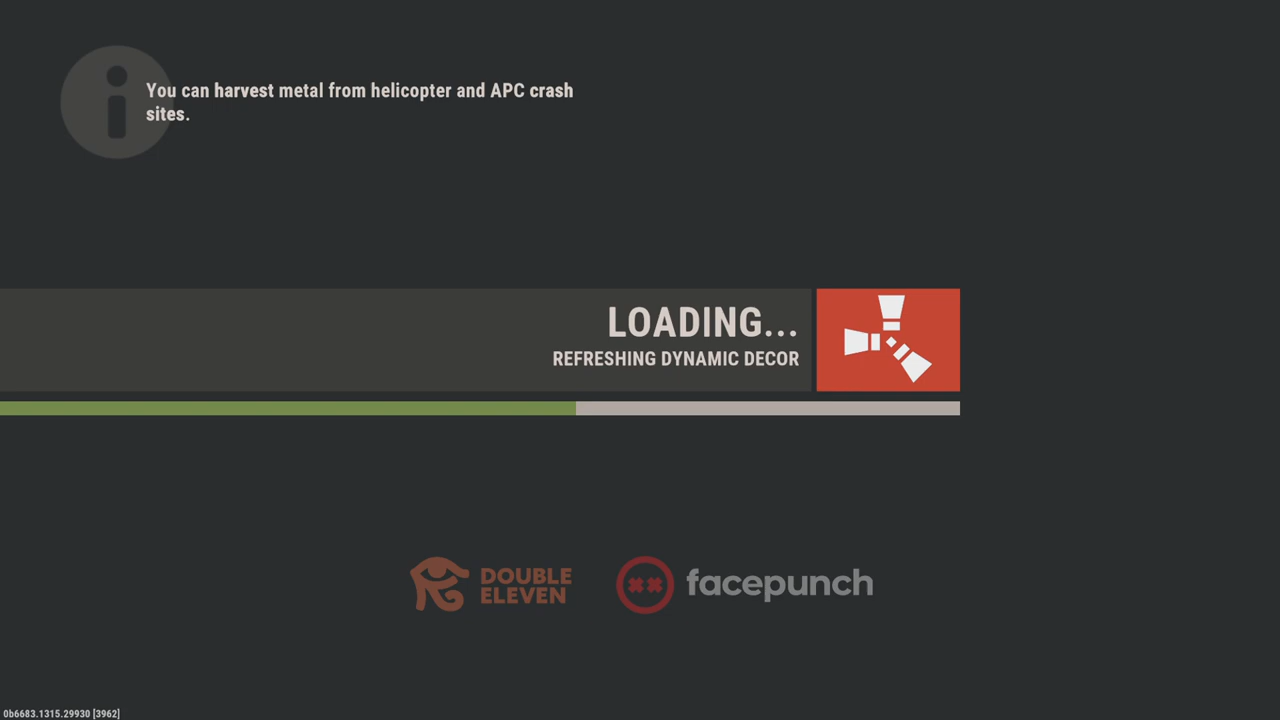 You can harvest metal from helicopter and APC crash
sites.
LOADING...
REFRESHING DYNAMIC DECOR
DOUBLE
ELEVEN
facepunch
0b6683.1315.29930 [3962]